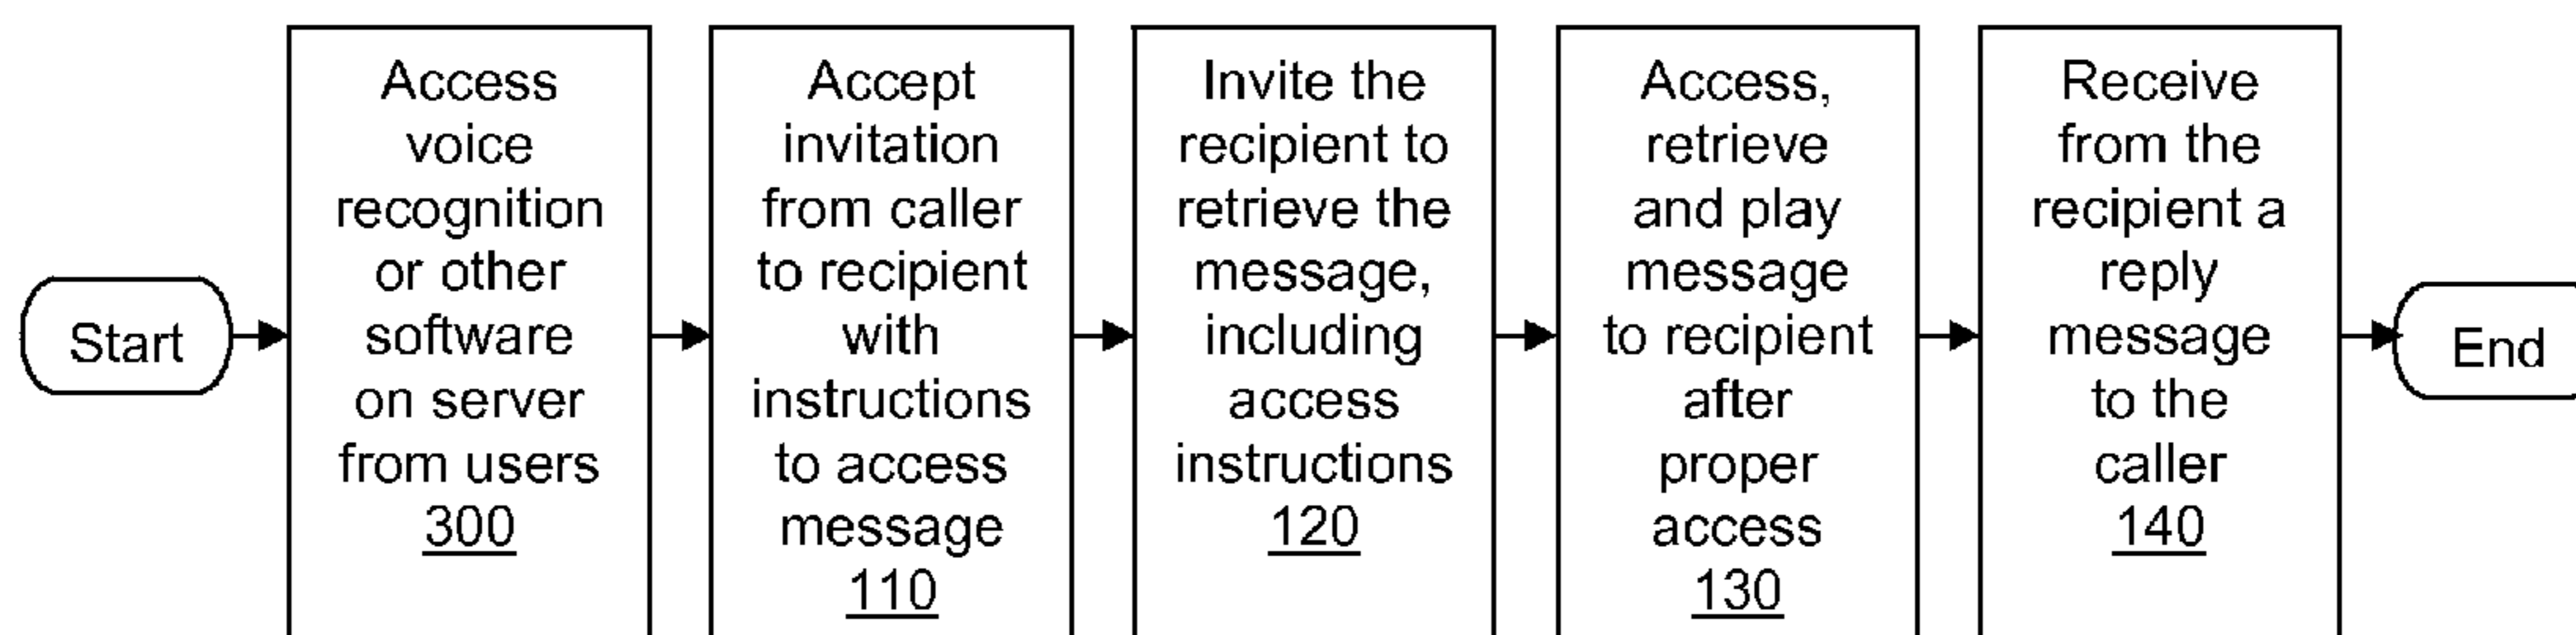 Start
Access
voice
recognition
or other
software
on server
from users
300
Accept
invitation
from caller
to recipient
with
instructions
to access
message
110
Invite the
recipient to
retrieve the
message,
including
access
instructions
120
Access,
retrieve
and play
message
to recipient
after
proper
access
130
Receive
from the
recipient a
reply
message
to the
caller
140
End